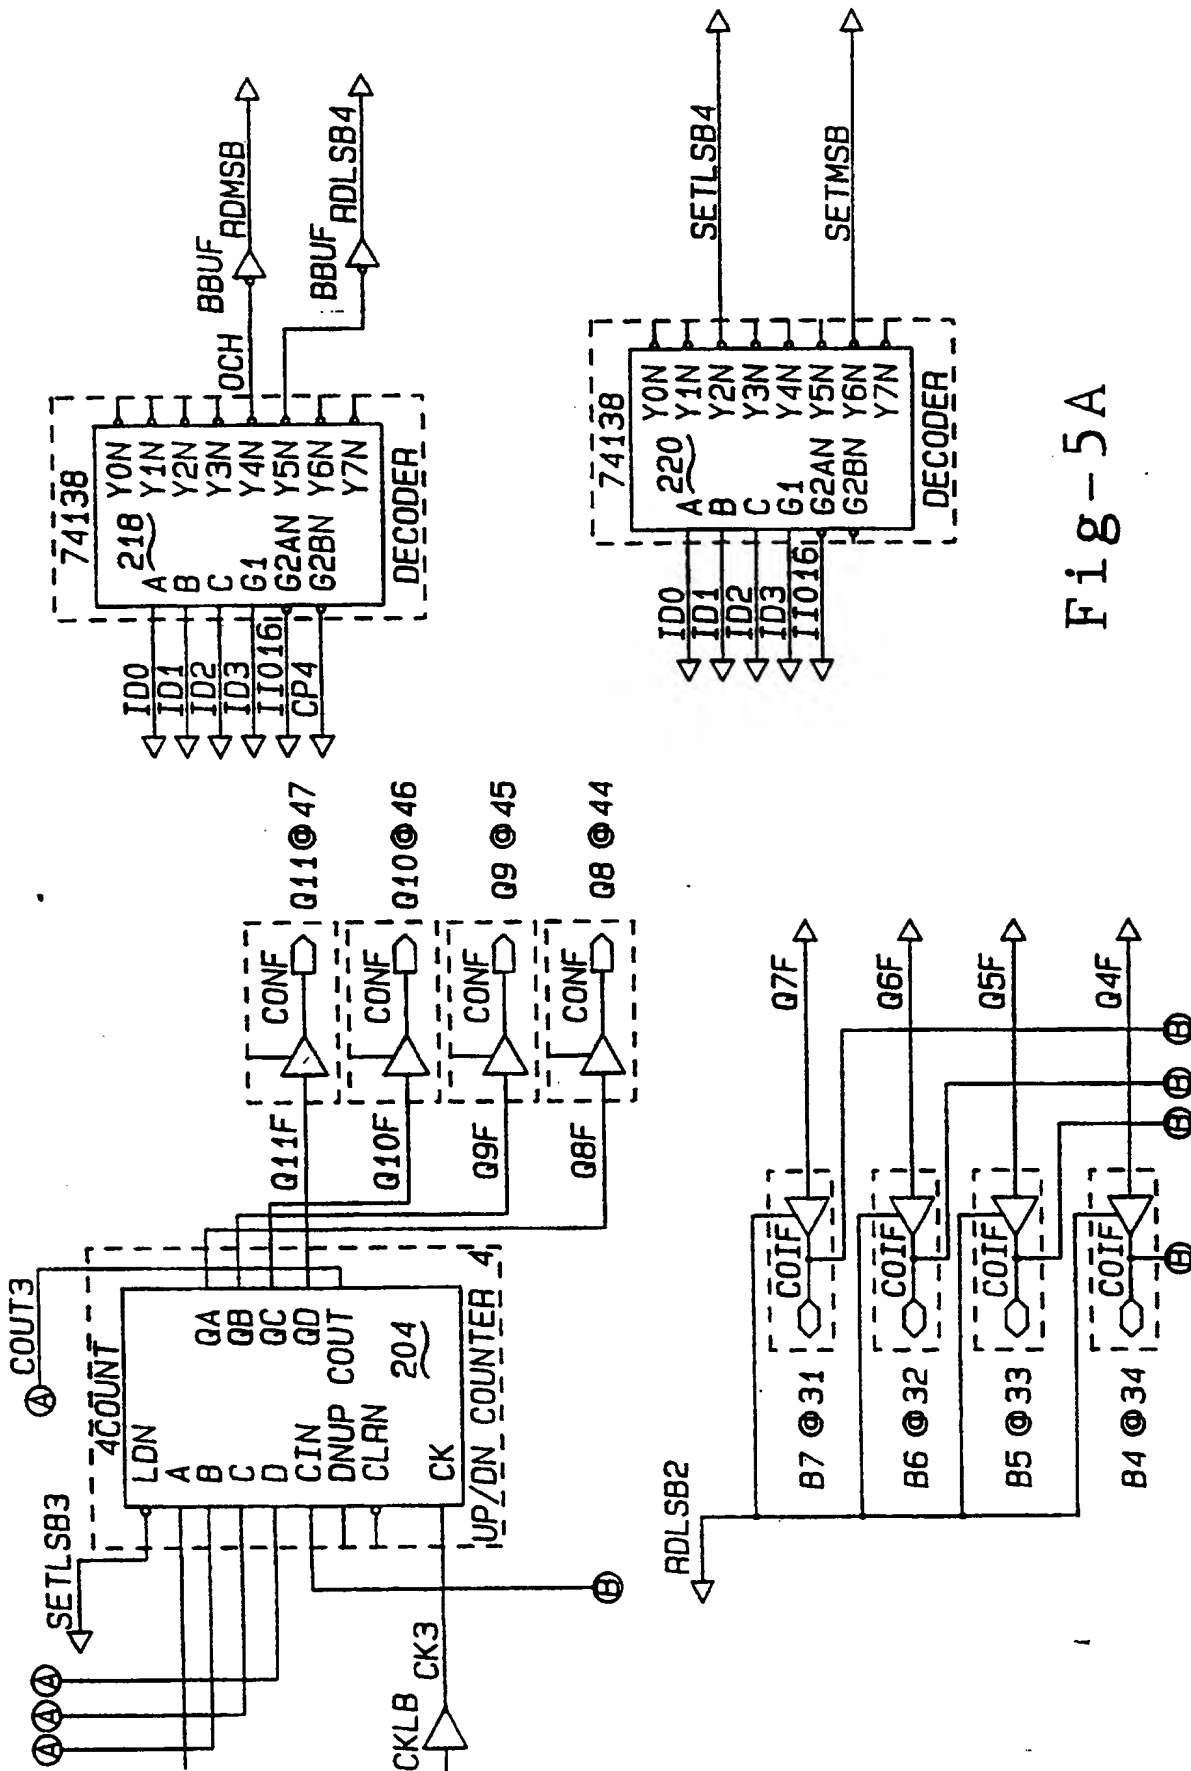 COUT3
A
SETLSB3
A
A
A
4COUNT
LDN
A
B
C
D
CIN
DNUP
CLRN
CK
QA
QB
QC
QD
COUT
204
UP/DN COUNTER
4
CKLB
CK3
B
Q11F
Q10F
Q9F
Q8F
CONF
CONF
CONF
CONF
Q11@47
Q10@46
Q9@45
Q8@44
74138
218
A
B
C
G1
G2AN
G2BN
Y0N
Y1N
Y2N
Y3N
Y4N
Y5N
Y6N
Y7N
DECODER
ID0
ID1
ID2
ID3
IIO16
CP4
OCH
BBUF
RDMSB
BBUF
RDLSB4
RDLSB2
B7@31
B6@32
B5@33
B4@34
COIF
COIF
COIF
COIF
Q7F
Q6F
Q5F
Q4F
B
B
B
B
74138
220
A
B
C
G1
G2AN
G2BN
Y0N
Y1N
Y2N
Y3N
Y4N
Y5N
Y6N
Y7N
DECODER
ID0
ID1
ID2
ID3
IIO16
SETLSB4
SETMSB
Fig-5A